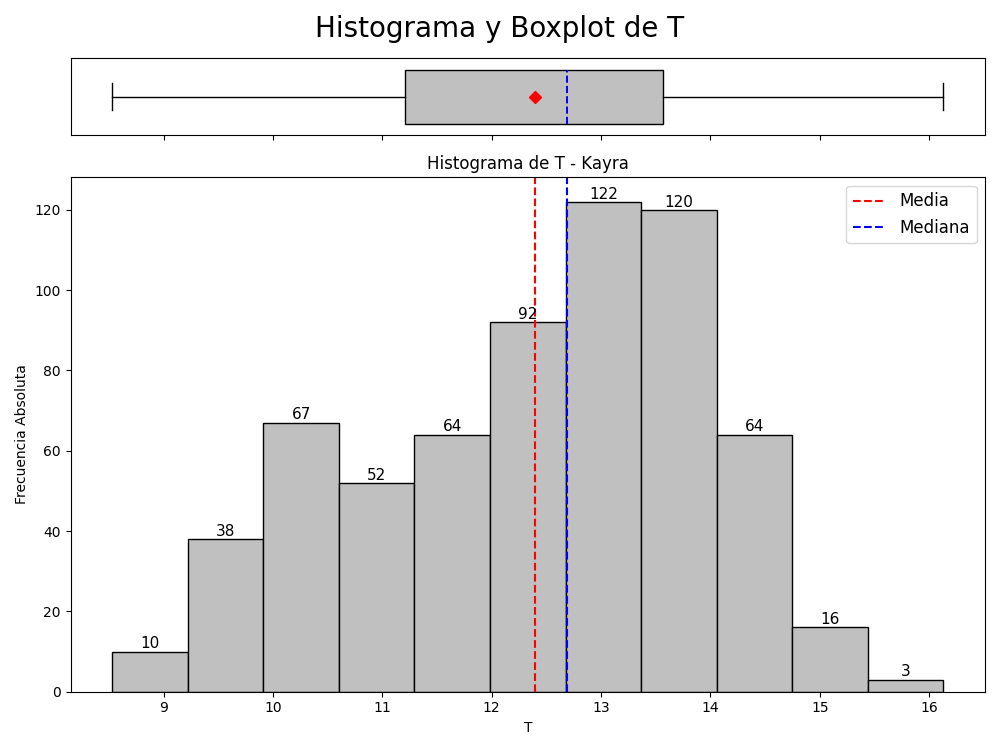 Histograma y Boxplot de T
Histograma de T - Kayra
Media
Mediana
Frecuencia Absoluta
120
100
80
60
40
20
0
10
38
67
52
64
92
122
120
64
16
3
9 10 11 12 13 14 15 16
T